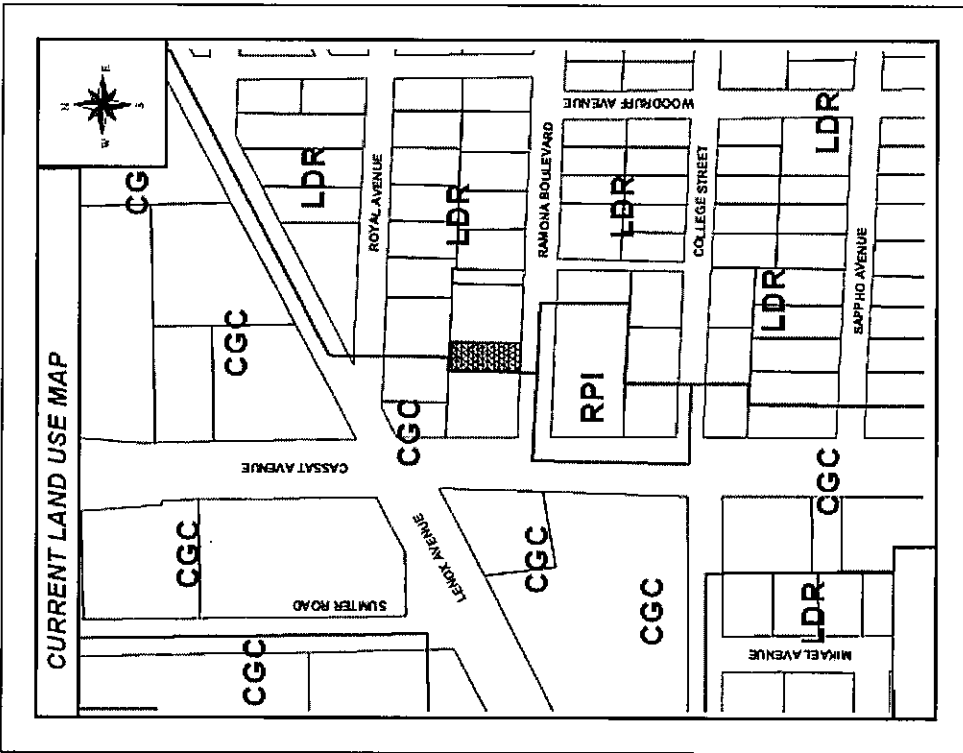 CURRENT LAND USE MAP
N
E
S
W
CG
CGC
CGC
CGC
CASSAT AVENUE
SUMTER ROAD
LENOX AVENUE
LDR
ROYAL AVENUE
CGC
LDR
CGC
RAMONA BOULEVARD
WOODRUFF AVENUE
RPI
LDR
CGC
COLLEGE STREET
LDR
LDR
CGC
LDR
MIKAEL AVENUE
SAPPHO AVENUE